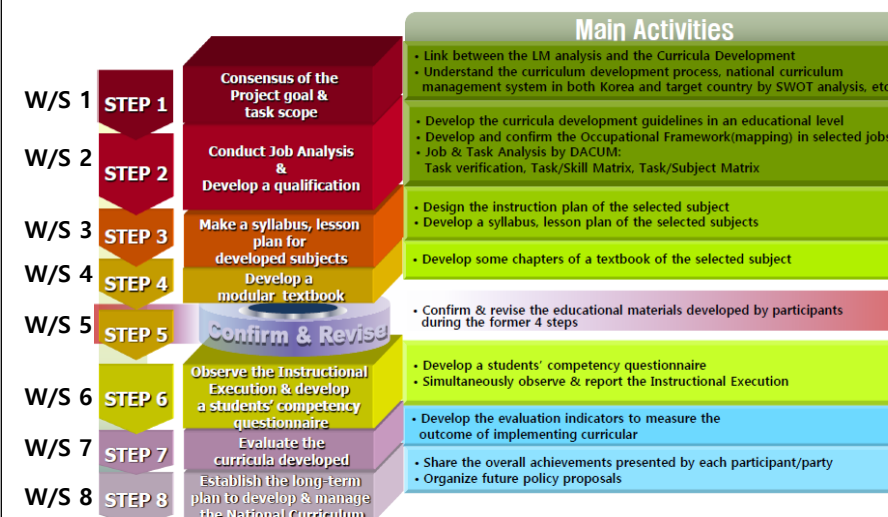 Main Activities
W/S 1
STEP 1
Consensus of the
Project goal &
task scope
• Link between the LM analysis and the Curricula Development
• Understand the curriculum development process, national curriculum
management system in both Korea and target country by SWOT analysis, etc
W/S 2
STEP 2
Conduct Job Analysis
&
Develop a qualification
• Develop the curricula development guidelines in an educational level
• Develop and confirm the Occupational Framework(mapping) in selected jobs
• Job & Task Analysis by DACUM:
Task verification, Task/Skill Matrix, Task/Subject Matrix
W/S 3
STEP 3
Make a syllabus, lesson
plan for
developed subjects
• Design the instruction plan of the selected subject
• Develop a syllabus, lesson plan of the selected subjects
W/S 4
STEP 4
Develop a
modular textbook
• Develop some chapters of a textbook of the selected subject
W/S 5
STEP 5
Confirm & Revise
• Confirm & revise the educational materials developed by participants
during the former 4 steps
W/S 6
STEP 6
Observe the Instructional
Execution & develop
a students' competency
questionnaire
• Develop a students' competency questionnaire
• Simultaneously observe & report the Instructional Execution
W/S 7
STEP 7
Evaluate the
curricula developed
• Develop the evaluation indicators to measure the
outcome of implementing curricular
W/S 8
STEP 8
Establish the long-term
plan to develop & manage
the National Curriculum
• Share the overall achievements presented by each participant/party
• Organize future policy proposals